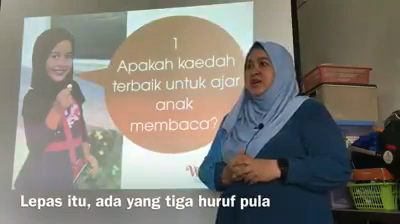 1
Apakah kaedah
terbaik untuk ajar
anak
membaca?
Lepas itu, ada yang tiga huruf pula